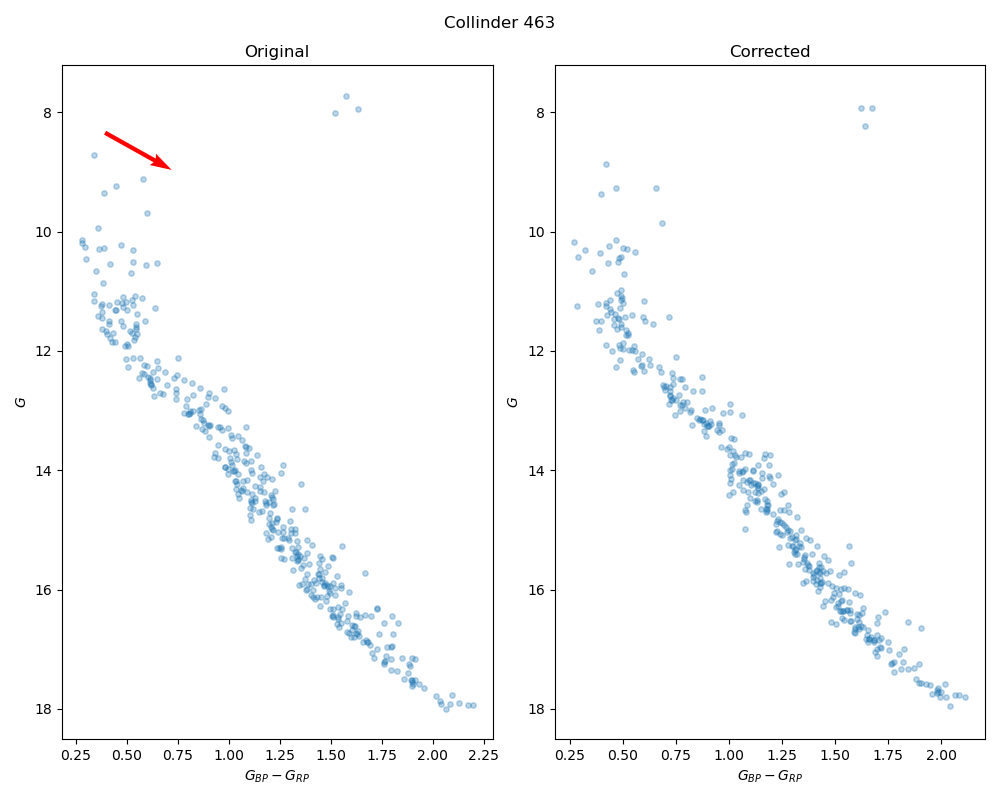 Collinder 463
Original
Corrected
8
10
12
14
16
18
G
0.25 0.50 0.75 1.00 1.25 1.50 1.75 2.00 2.25
G_BP − G_RP
8
10
12
14
16
18
G
0.25 0.50 0.75 1.00 1.25 1.50 1.75 2.00
G_BP − G_RP